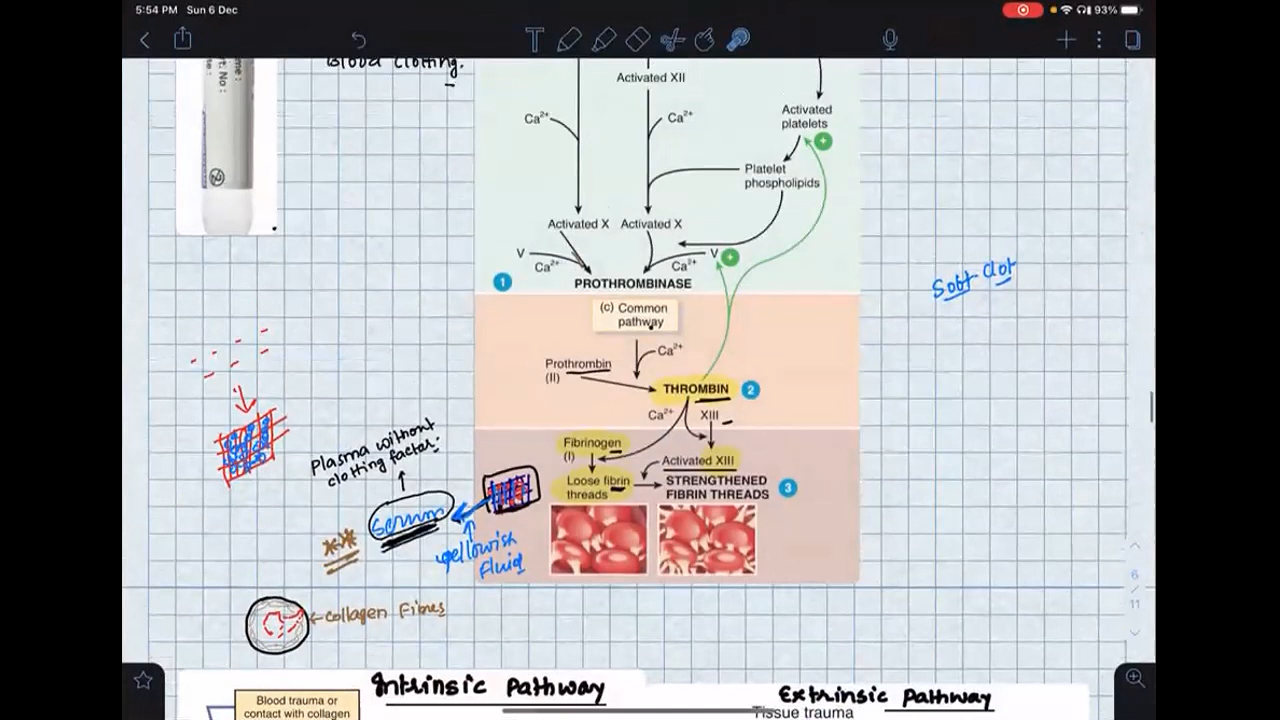 5:54 PM Sun 6 Dec
93%
Blood clotting.
Activated XII
Ca²⁺
Ca²⁺
Activated
platelets
Platelet
phospholipids
Activated X
Activated X
V
Ca²⁺
Ca²⁺
V
1
PROTHROMBINASE
(c) Common
pathway
Ca²⁺
Prothrombin
(II)
THROMBIN
2
Ca²⁺
XIII
Fibrinogen
(I)
Activated XIII
Loose fibrin
threads
STRENGTHENED
FIBRIN THREADS
3
Soft Clot
Plasma without
clotting factor.
Serum
yellowish
fluid
Collagen Fibres
6
11
Intrinsic Pathway
Extrinsic Pathway
Blood trauma or
contact with collagen
Tissue trauma